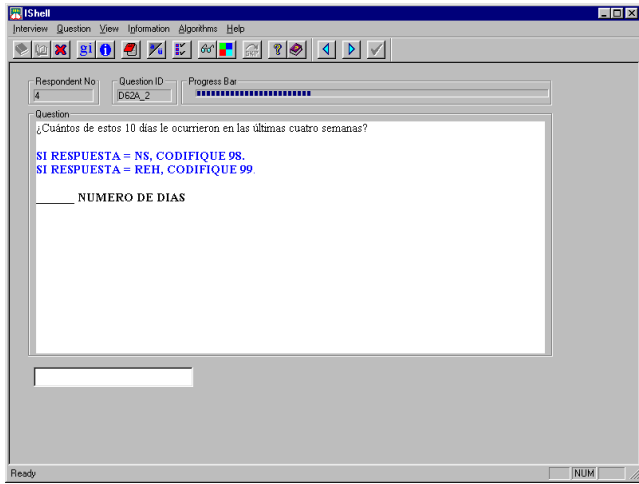 IShell
Interview Question View Information Algorithms Help
gi
SKIP
Respondent No
Question ID
Progress Bar
4
D62A_2
Question
¿Cuántos de estos 10 días le ocurrieron en las últimas cuatro semanas?
SI RESPUESTA = NS, CODIFIQUE 98.
SI RESPUESTA = REH, CODIFIQUE 99.
______ NUMERO DE DIAS
Ready
NUM